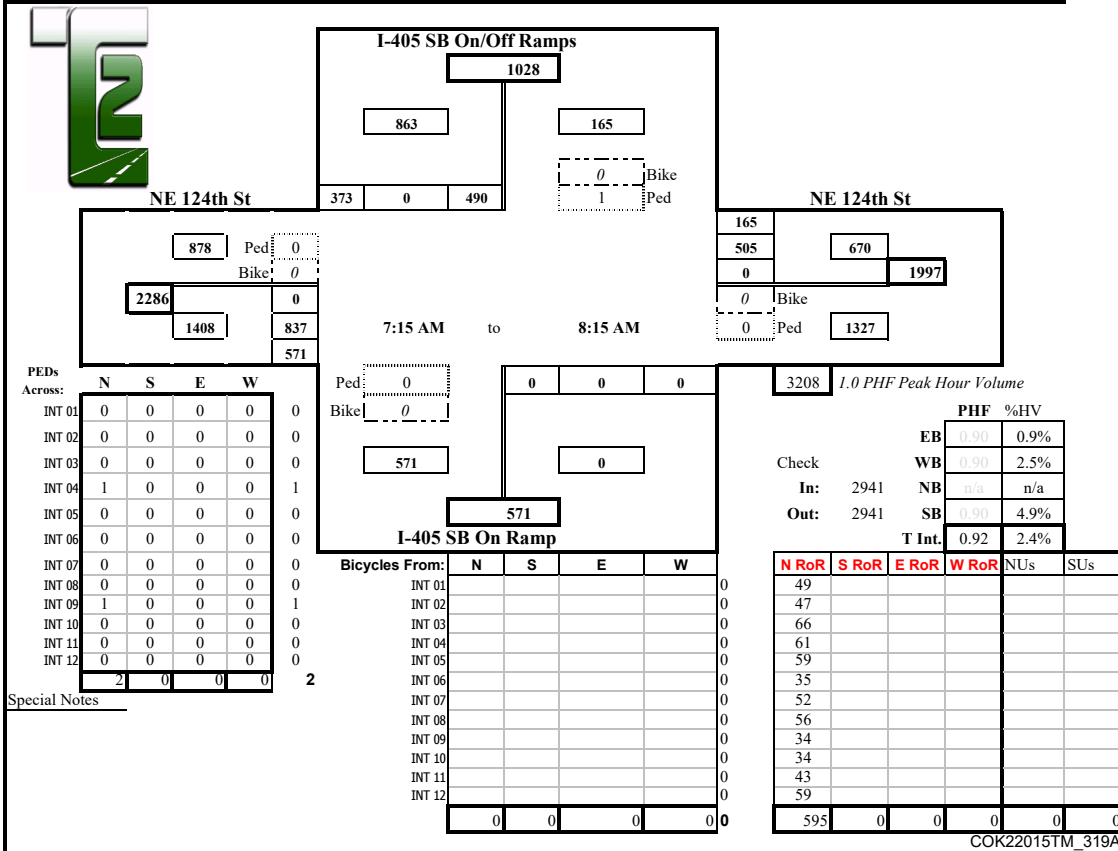 T2
I-405 SB On/Off Ramps
1028
863 165
0 Bike
1 Ped
NE 124th St 373 0 490 NE 124th St
165
878 Ped 0 505 670
Bike 0 0 1997
2286 0 0 Bike
1408 837 7:15 AM to 8:15 AM 0 Ped 1327
571
PEDs Across: N S E W
Ped 0 0 0 0 3208 1.0 PHF Peak Hour Volume
INT 01 0 0 0 0 0 Bike 0 PHF %HV
INT 02 0 0 0 0 0 EB 0.90 0.9%
INT 03 0 0 0 0 0 571 0 Check WB 0.90 2.5%
INT 04 1 0 0 0 1 In: 2941 NB n/a n/a
INT 05 0 0 0 0 0 571 Out: 2941 SB 0.90 4.9%
INT 06 0 0 0 0 0 I-405 SB On Ramp T Int. 0.92 2.4%
INT 07 0 0 0 0 0 Bicycles From: N S E W N RoR S RoR E RoR W RoR NUs SUs
INT 08 0 0 0 0 0 INT 01 0 49
INT 09 1 0 0 0 1 INT 02 0 47
INT 10 0 0 0 0 0 INT 03 0 66
INT 11 0 0 0 0 0 INT 04 0 61
INT 12 0 0 0 0 0 INT 05 0 59
2 0 0 0 2 INT 06 0 35
Special Notes INT 07 0 52
INT 08 0 56
INT 09 0 34
INT 10 0 34
INT 11 0 43
INT 12 0 59
0 0 0 0 0 595 0 0 0 0 0
COK22015TM_319A